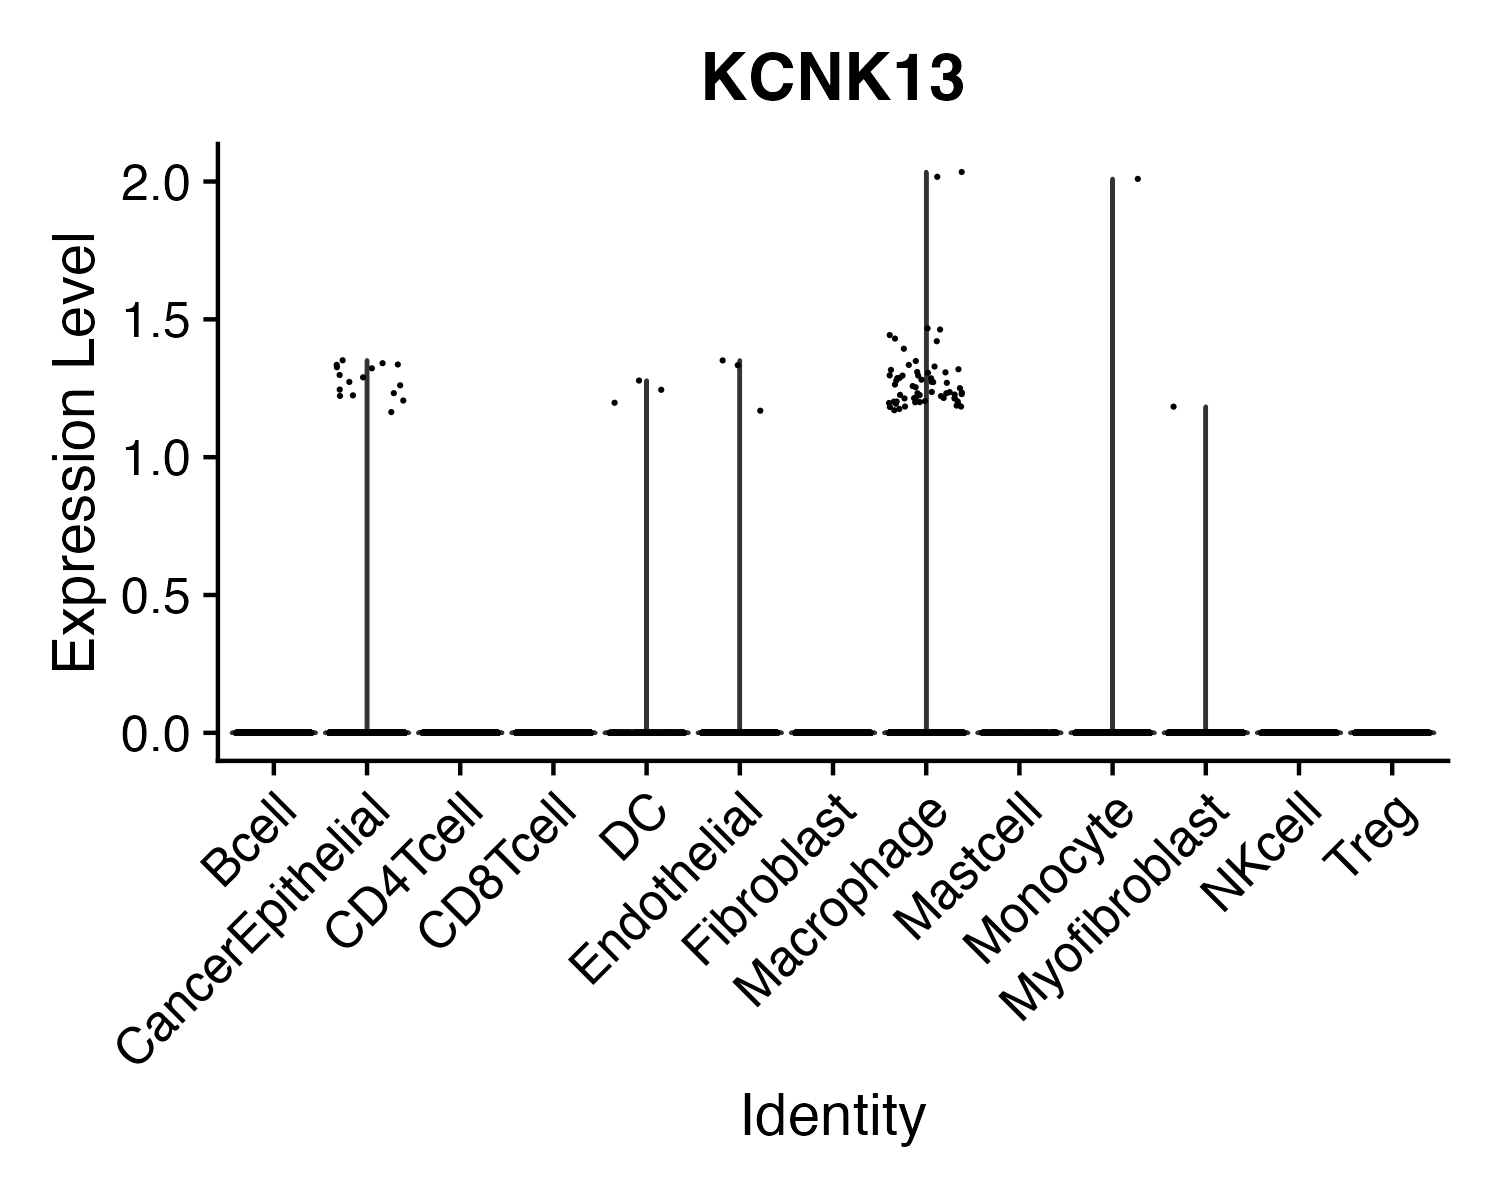 KCNK13
Expression Level
2.0
1.5
1.0
0.5
0.0
Bcell
CancerEpithelial
CD4Tcell
CD8Tcell
DC
Endothelial
Fibroblast
Macrophage
Mastcell
Monocyte
Myofibroblast
NKcell
Treg
Identity